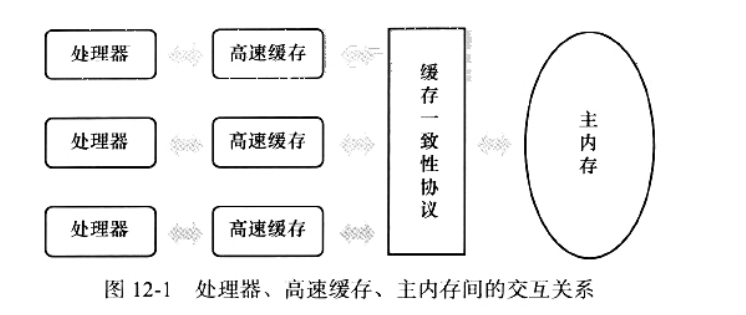 处理器
高速缓存
处理器
高速缓存
处理器
高速缓存
缓存一致性协议
主内存
图 12-1 处理器、高速缓存、主内存间的交互关系